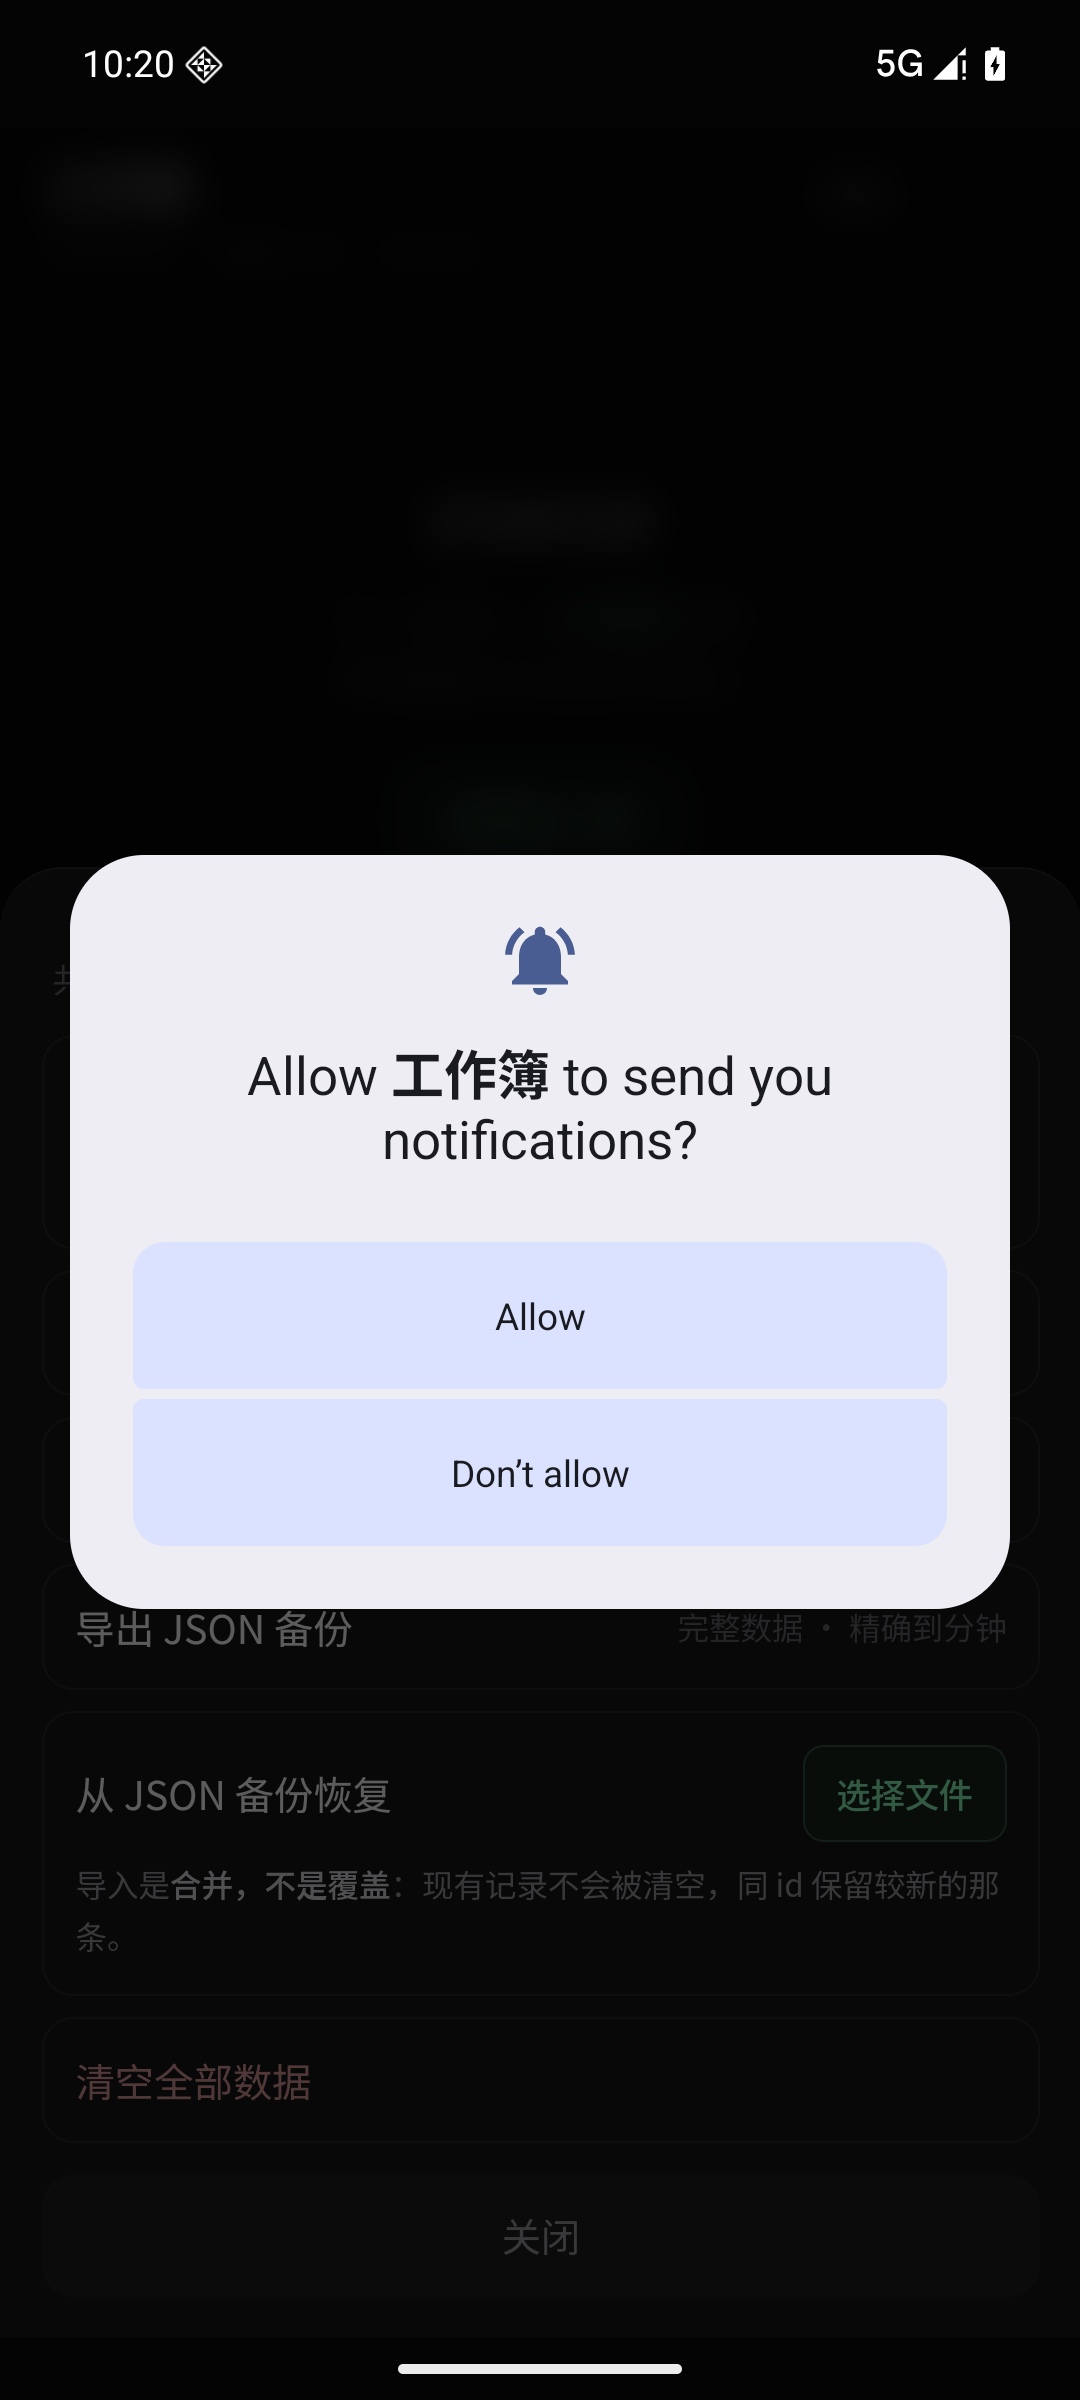 10:20
5G
Allow 工作簿 to send you
notifications?
Allow
Don’t allow
导出 JSON 备份
完整数据 · 精确到分钟
从 JSON 备份恢复
选择文件
导入是合并，不是覆盖：现有记录不会被清空，同 id 保留较新的那
条。
清空全部数据
关闭